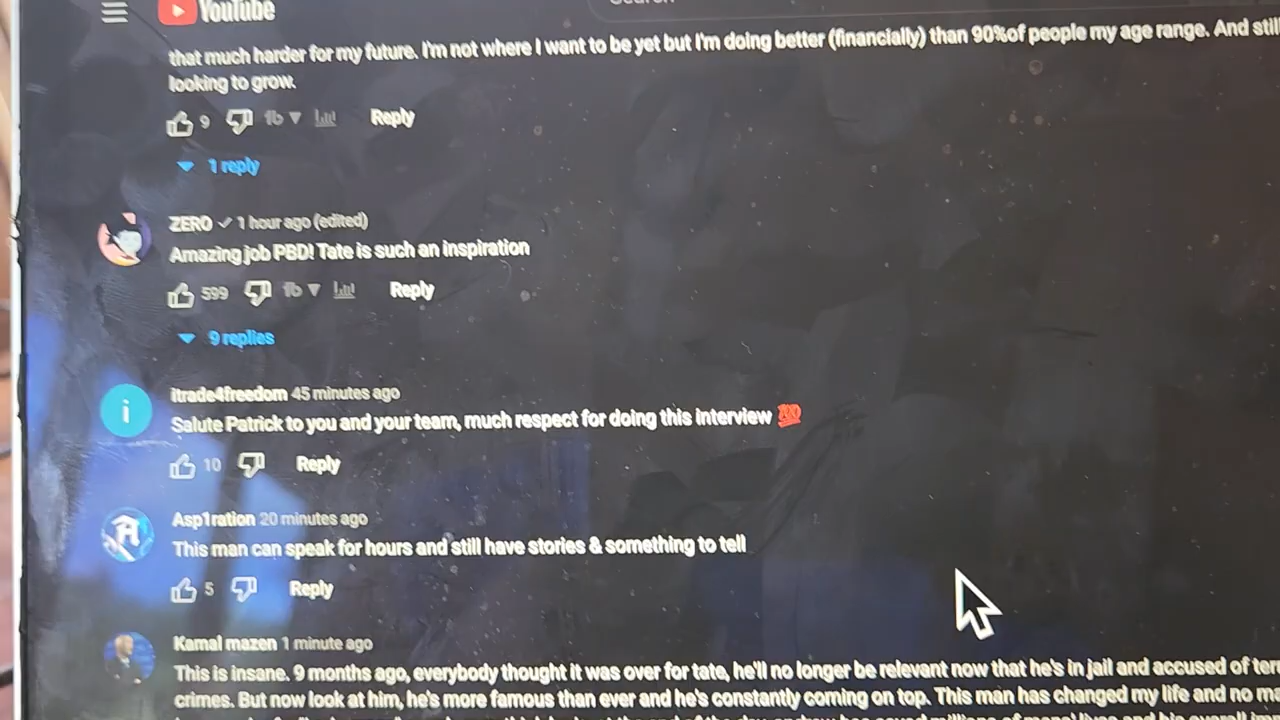 YouTube
that much harder for my future. I'm not where I want to be yet but I'm doing better (financially) than 90%of people my age range. And still
looking to grow.
9 Reply
1 reply
ZERO 1 hour ago (edited)
Amazing job PBD! Tate is such an inspiration
599 Reply
9 replies
i
itrade4freedom 45 minutes ago
Salute Patrick to you and your team, much respect for doing this interview 💯
10 Reply
Asp1ration 20 minutes ago
This man can speak for hours and still have stories & something to tell
5 Reply
Kamal mazen 1 minute ago
This is insane. 9 months ago, everybody thought it was over for tate, he'll no longer be relevant now that he's in jail and accused of
crimes. But now look at him, he's more famous than ever and he's constantly coming on top. This man has changed my life and no